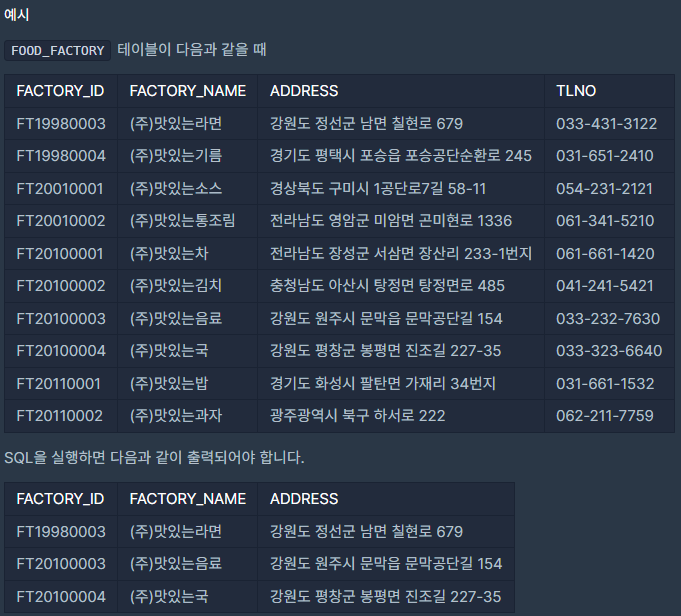 예시
FOOD_FACTORY 테이블이 다음과 같을 때
FACTORY_ID FACTORY_NAME ADDRESS TLNO
FT19980003 (주)맛있는라면 강원도 정선군 남면 칠현로 679 033-431-3122
FT19980004 (주)맛있는기름 경기도 평택시 포승읍 포승공단순환로 245 031-651-2410
FT20010001 (주)맛있는소스 경상북도 구미시 1공단로7길 58-11 054-231-2121
FT20010002 (주)맛있는통조림 전라남도 영암군 미암면 곤미현로 1336 061-341-5210
FT20100001 (주)맛있는차 전라남도 장성군 서삼면 장산리 233-1번지 061-661-1420
FT20100002 (주)맛있는김치 충청남도 아산시 탕정면 탕정면로 485 041-241-5421
FT20100003 (주)맛있는음료 강원도 원주시 문막읍 문막공단길 154 033-232-7630
FT20100004 (주)맛있는국 강원도 평창군 봉평면 진조길 227-35 033-323-6640
FT20110001 (주)맛있는밥 경기도 화성시 팔탄면 가재리 34번지 031-661-1532
FT20110002 (주)맛있는과자 광주광역시 북구 하서로 222 062-211-7759
SQL을 실행하면 다음과 같이 출력되어야 합니다.
FACTORY_ID FACTORY_NAME ADDRESS
FT19980003 (주)맛있는라면 강원도 정선군 남면 칠현로 679
FT20100003 (주)맛있는음료 강원도 원주시 문막읍 문막공단길 154
FT20100004 (주)맛있는국 강원도 평창군 봉평면 진조길 227-35